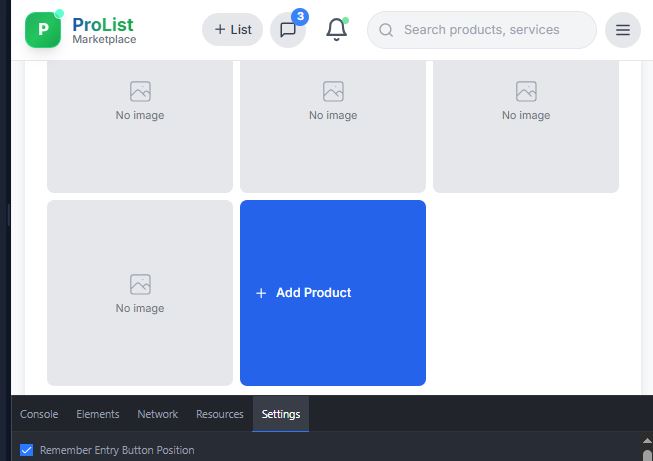 P
ProList
Marketplace
+ List
3
Search products, services
No image
No image
No image
No image
+ Add Product
Console
Elements
Network
Resources
Settings
Remember Entry Button Position